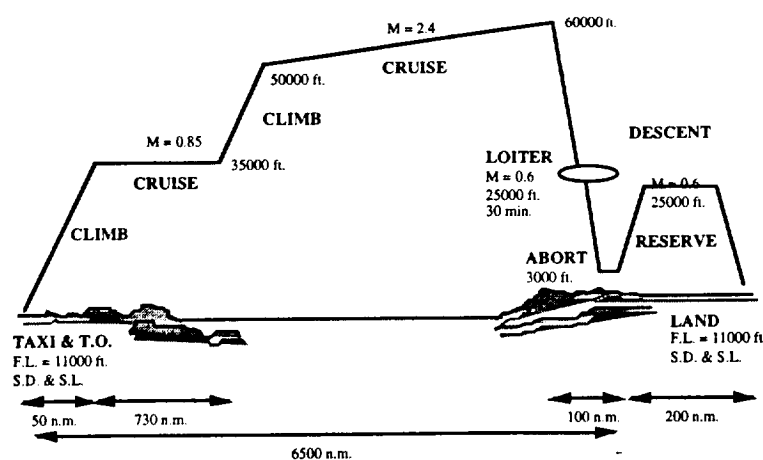 M = 2.4
60000 ft.
CRUISE
50000 ft.
CLIMB
DESCENT
M = 0.85
LOITER
M = 0.6
25000 ft.
30 min.
35000 ft.
CRUISE
M = 0.6
25000 ft.
CLIMB
RESERVE
ABORT
3000 ft.
TAXI & T.O.
F.L. = 11000 ft.
S.D. & S.L.
LAND
F.L. = 11000 ft
S.D. & S.L.
50 n.m.
730 n.m.
100 n.m.
200 n.m.
6500 n.m.